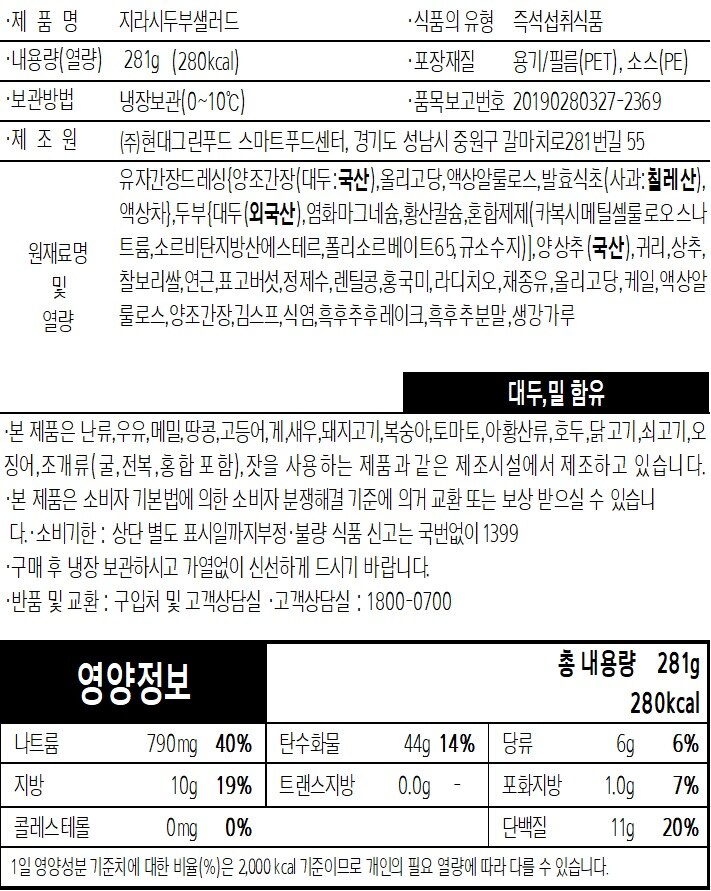 ·제 품 명 지라시두부샐러드 ·식품의 유형 즉석섭취식품
·내용량(열량) 281g (280kcal) ·포장재질 용기/필름(PET), 소스(PE)
·보관방법 냉장보관(0~10℃) ·품목보고번호 20190280327-2369
·제 조 원 (주)현대그린푸드 스마트푸드센터, 경기도 성남시 중원구 갈마치로281번길 55
원재료명 및 열량
유자간장드레싱{양조간장(대두:국산),올리고당,액상알룰로스,발효식초(사과:칠레산),
액상차},두부{대두(외국산),염화마그네슘,황산칼슘,혼합제제(카복시메틸셀룰로오스나
트륨,소르비탄지방산에스테르,폴리소르베이트65,규소수지)],양상추(국산),귀리,상추,
찰보리쌀,연근,표고버섯,정제수,렌틸콩,홍국미,라디치오,채종유,올리고당,케일,액상알
룰로스,양조간장,김스프,식염,흑후추후레이크,흑후추분말,생강가루
대두,밀 함유
·본 제품은 난류,우유,메밀,땅콩,고등어,게,새우,돼지고기,복숭아,토마토,아황산류,호두,닭고기,쇠고기,오
징어,조개류(굴,전복,홍합 포함),잣을 사용하는 제품과 같은 제조시설에서 제조하고 있습니다.
·본 제품은 소비자 기본법에 의한 소비자 분쟁해결 기준에 의거 교환 또는 보상 받으실 수 있습니
다.·소비기한 : 상단 별도 표시일까지부정·불량 식품 신고는 국번없이 1399
·구매 후 냉장 보관하시고 가열없이 신선하게 드시기 바랍니다.
·반품 및 교환 : 구입처 및 고객상담실 ·고객상담실 : 1800-0700
영양정보
총 내용량 281g
280kcal
나트륨 790mg 40% 탄수화물 44g 14% 당류 6g 6%
지방 10g 19% 트랜스지방 0.0g - 포화지방 1.0g 7%
콜레스테롤 0mg 0% 단백질 11g 20%
1일 영양성분 기준치에 대한 비율(%)은 2,000 kcal 기준이므로 개인의 필요 열량에 따라 다를 수 있습니다.